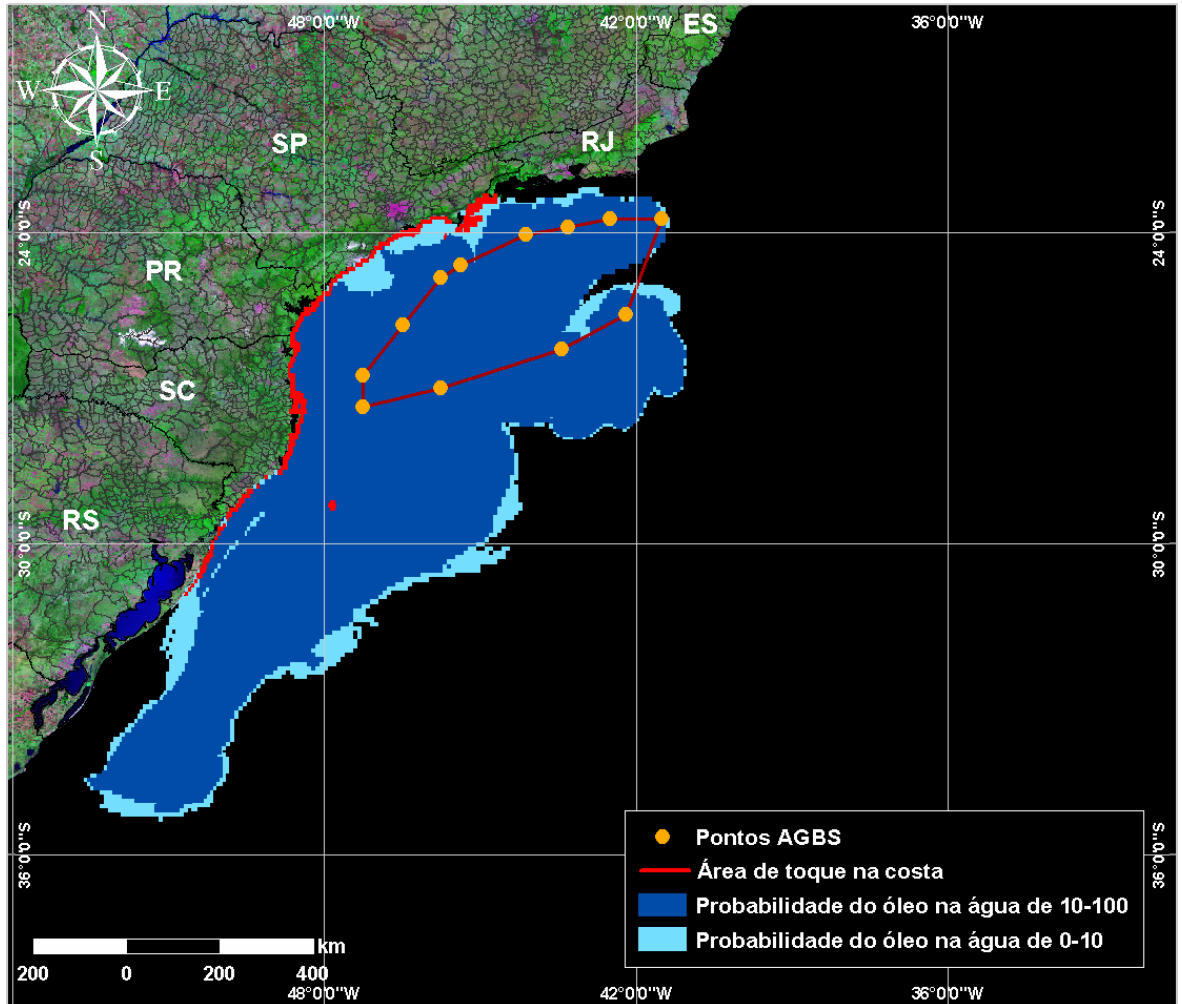 48°0'0"W 42°0'0"W 36°0'0"W
ES
N
W E
S
SP
RJ
24°0'0"S 24°0'0"S
PR
SC
RS
30°0'0"S 30°0'0"S
36°0'0"S 36°0'0"S
Pontos AGBS
Área de toque na costa
Probabilidade do óleo na água de 10-100
Probabilidade do óleo na água de 0-10
km
200 0 200 400
48°0'0"W 42°0'0"W 36°0'0"W